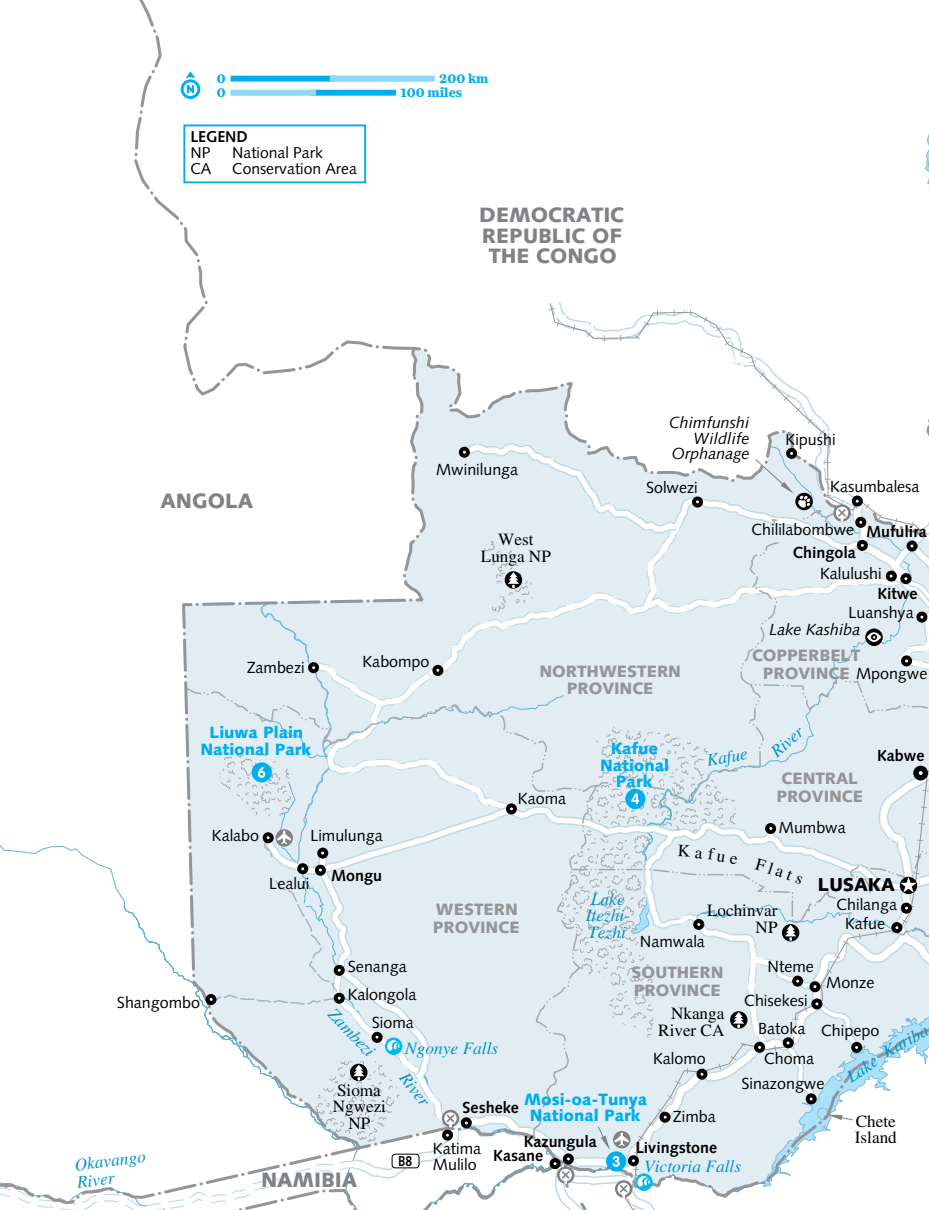 0 200 km
0 100 miles
N
LEGEND
NP National Park
CA Conservation Area
DEMOCRATIC
REPUBLIC OF
THE CONGO
Chimfunshi
Wildlife
Orphanage
Kipushi
Mwinilunga
Solwezi
Kasumbalesa
ANGOLA
Chililabombwe
Mufulira
Chingola
West
Lunga NP
Kalulushi
Kitwe
Luanshya
Lake Kashiba
Zambezi
Kabompo
NORTHWESTERN
PROVINCE
COPPERBELT
PROVINCE
Mpongwe
Liuwa Plain
National Park
6
Kafue
National
Park
4
Kafue
River
Kabwe
CENTRAL
PROVINCE
Kaoma
Kalabo
Limulunga
Mumbwa
Lealui
Mongu
Kafue Flats
LUSAKA
Chilanga
Kafue
WESTERN
PROVINCE
Lake
Itezhi-
Tezhi
Lochinvar
NP
Namwala
Senanga
SOUTHERN
PROVINCE
Nteme
Monze
Shangombo
Kalongola
Chisekesi
Nkanga
River CA
Zambezi
River
Sioma
Ngonye Falls
Batoka
Chipepo
Choma
Lake Kariba
Kalomo
Sinazongwe
Sioma
Ngwezi
NP
Mosi-oa-Tunya
National Park
Sesheke
Zimba
Chete
Island
Katima
Mulilo
Kazungula
Kasane
3
Livingstone
Victoria Falls
B8
Okavango
River
NAMIBIA